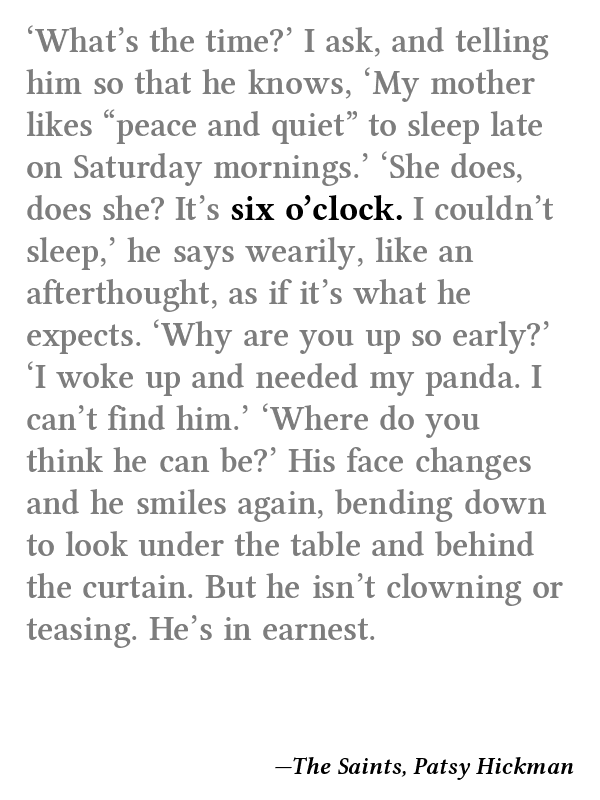 ‘What’s the time?’ I ask, and telling
him so that he knows, ‘My mother
likes “peace and quiet” to sleep late
on Saturday mornings.’ ‘She does,
does she? It’s six o’clock. I couldn’t
sleep,’ he says wearily, like an
afterthought, as if it’s what he
expects. ‘Why are you up so early?’
‘I woke up and needed my panda. I
can’t find him.’ ‘Where do you
think he can be?’ His face changes
and he smiles again, bending down
to look under the table and behind
the curtain. But he isn’t clowning or
teasing. He’s in earnest.
—The Saints, Patsy Hickman